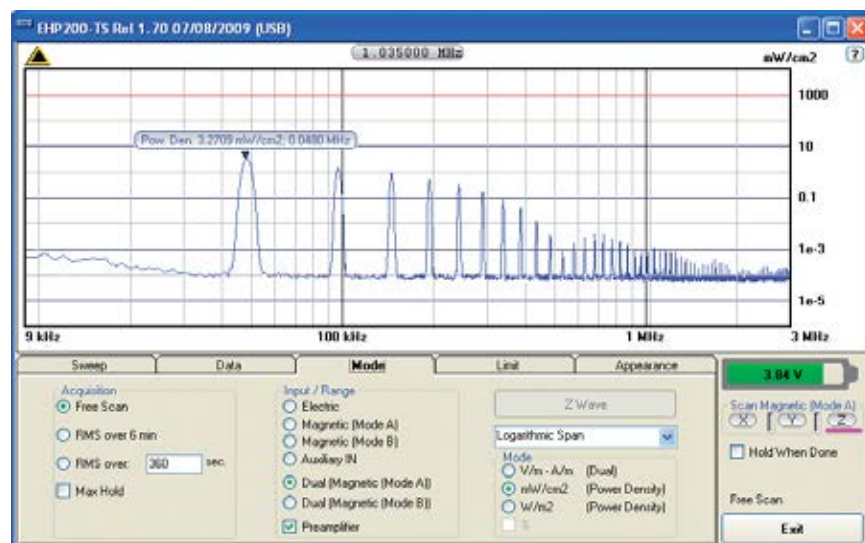 EHP200-TS Rel 1.70 07/08/2009 (USB)
1.035000 MHz
mW/cm2
?
Pow. Den. 3.2709 mW/cm2; 0.0480 MHz
1000
10
0.1
1e-3
1e-5
9 kHz
100 kHz
1 MHz
3 MHz
Sweep
Data
Mode
Limit
Appearance
Acquisition
Free Scan
RMS over 6 min
RMS over: 360 sec.
Max Hold
Input / Range
Electric
Magnetic (Mode A)
Magnetic (Mode B)
Auxiliary IN
Dual (Magnetic (Mode A))
Dual (Magnetic (Mode B))
Preamplifier
Z Wave
Logarithmic Span
Mode
V/m - A/m (Dual)
mW/cm2 (Power Density)
W/m2 (Power Density)
%
3.84 V
Scan Magnetic (Mode A)
X Y Z
Hold When Done
Free Scan
Exit